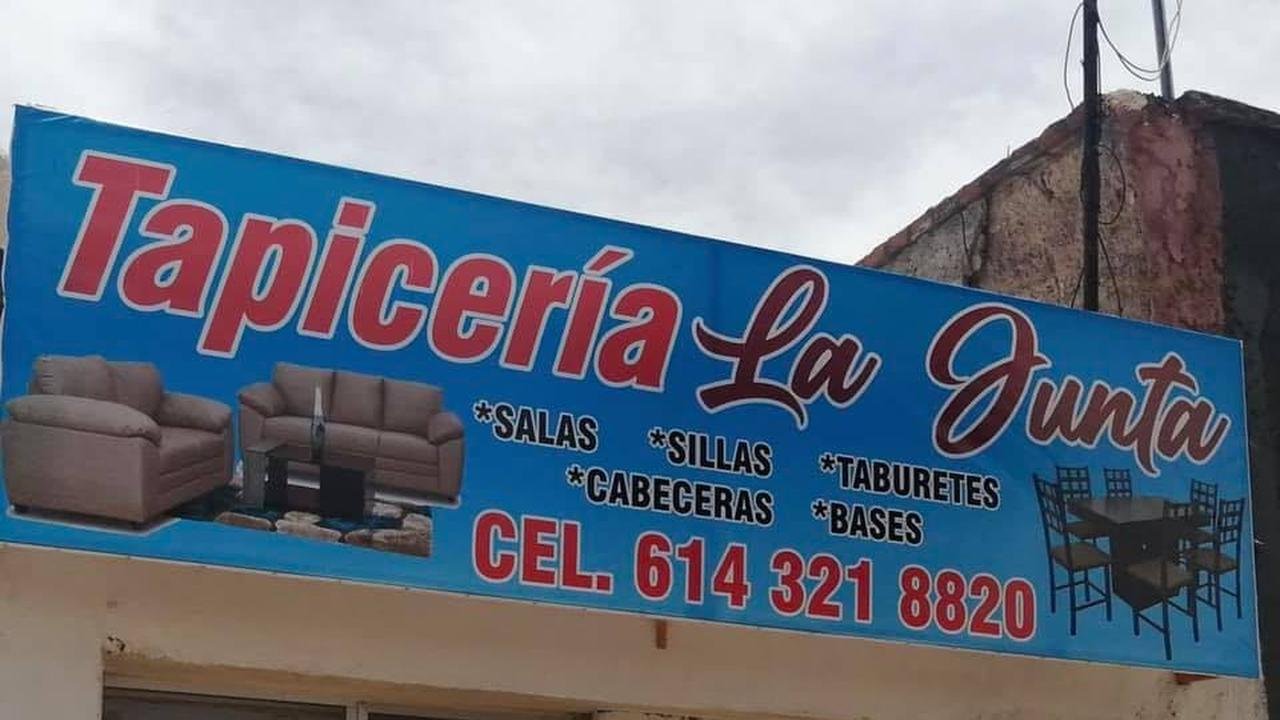 Tapicería La Junta
*SALAS *SILLAS *TABURETES
*CABECERAS *BASES
CEL. 614 321 8820